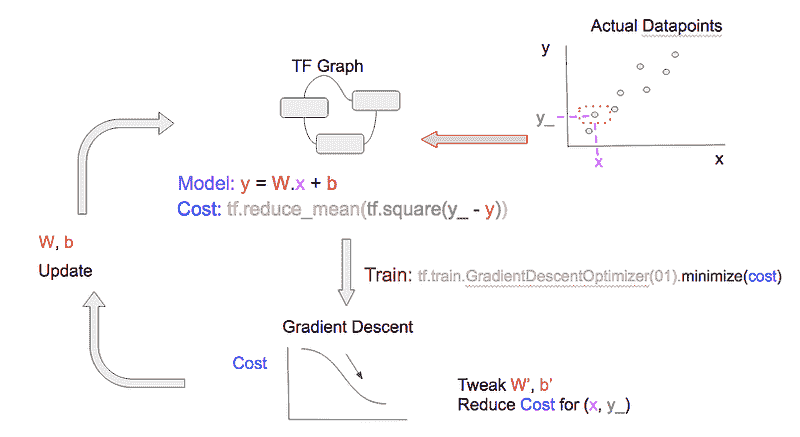 Actual Datapoints
y
TF Graph
y_
x
x
Model: y = W.x + b
Cost: tf.reduce_mean(tf.square(y_ - y))
W, b
Update
Train: tf.train.GradientDescentOptimizer(01).minimize(cost)
Gradient Descent
Cost
Tweak W’, b’
Reduce Cost for (x, y_)